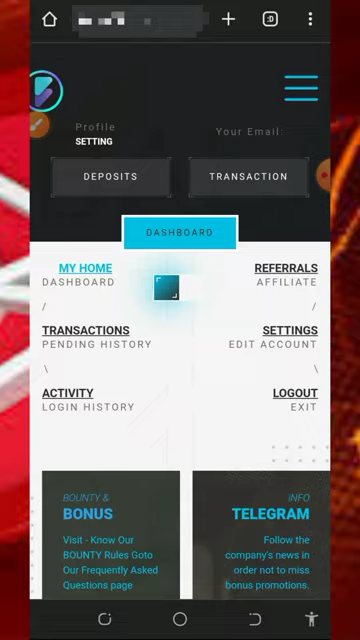 :D
Profile
SETTING
Your Email:
DEPOSITS
TRANSACTION
DASHBOARD
MY HOME
DASHBOARD
/
TRANSACTIONS
PENDING HISTORY
\
ACTIVITY
LOGIN HISTORY
REFERRALS
AFFILIATE
/
SETTINGS
EDIT ACCOUNT
\
LOGOUT
EXIT
BOUNTY &
BONUS
Visit - Know Our
BOUNTY Rules Goto
Our Frequently Asked
Questions page
INFO
TELEGRAM
Follow the
company's news in
order not to miss
bonus promotions.